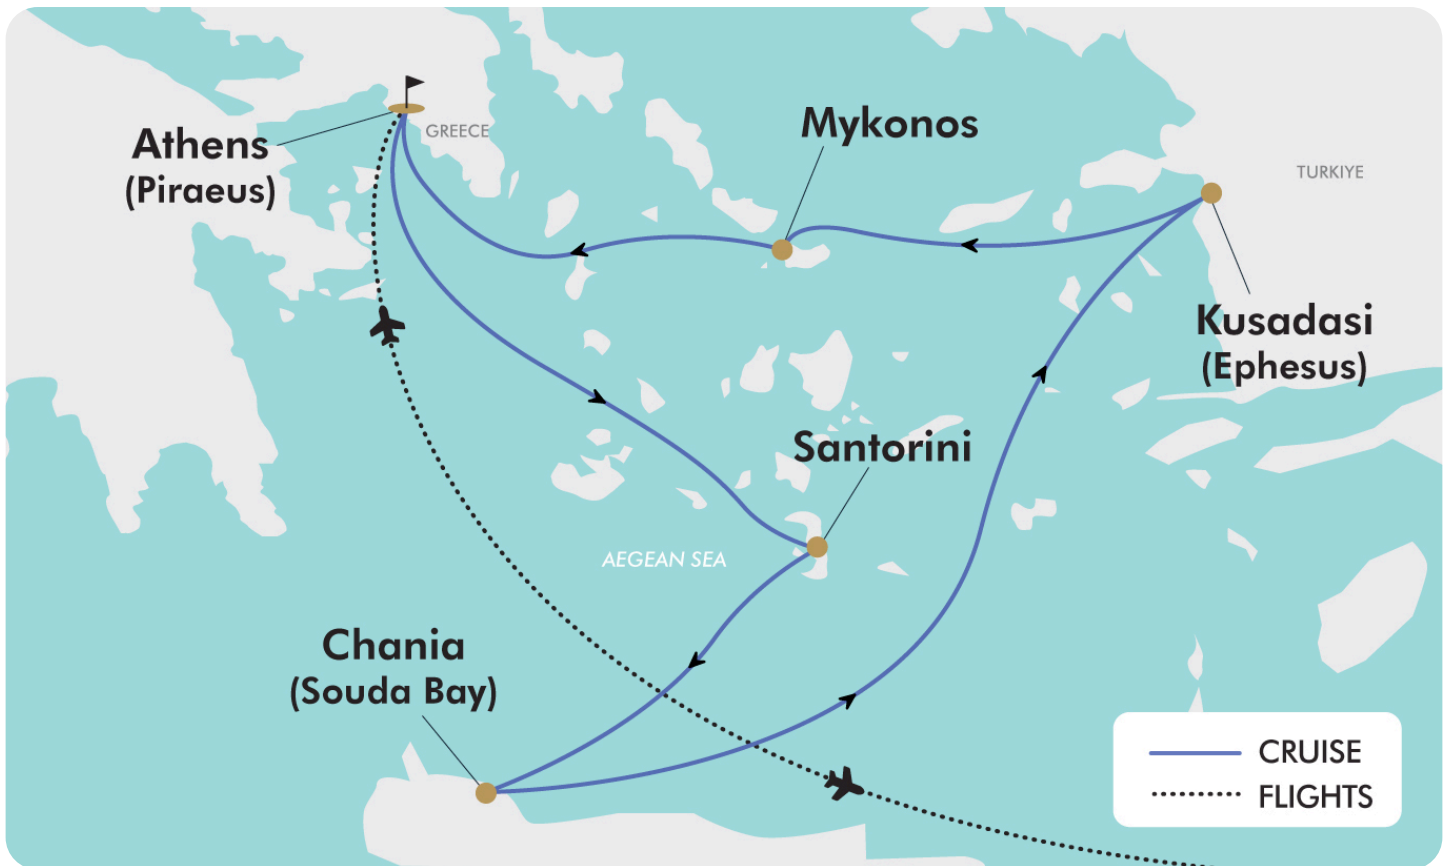 Athens
(Piraeus)
GREECE
Mykonos
TURKIYE
Kusadasi
(Ephesus)
Santorini
AEGEAN SEA
Chania
(Souda Bay)
CRUISE
FLIGHTS